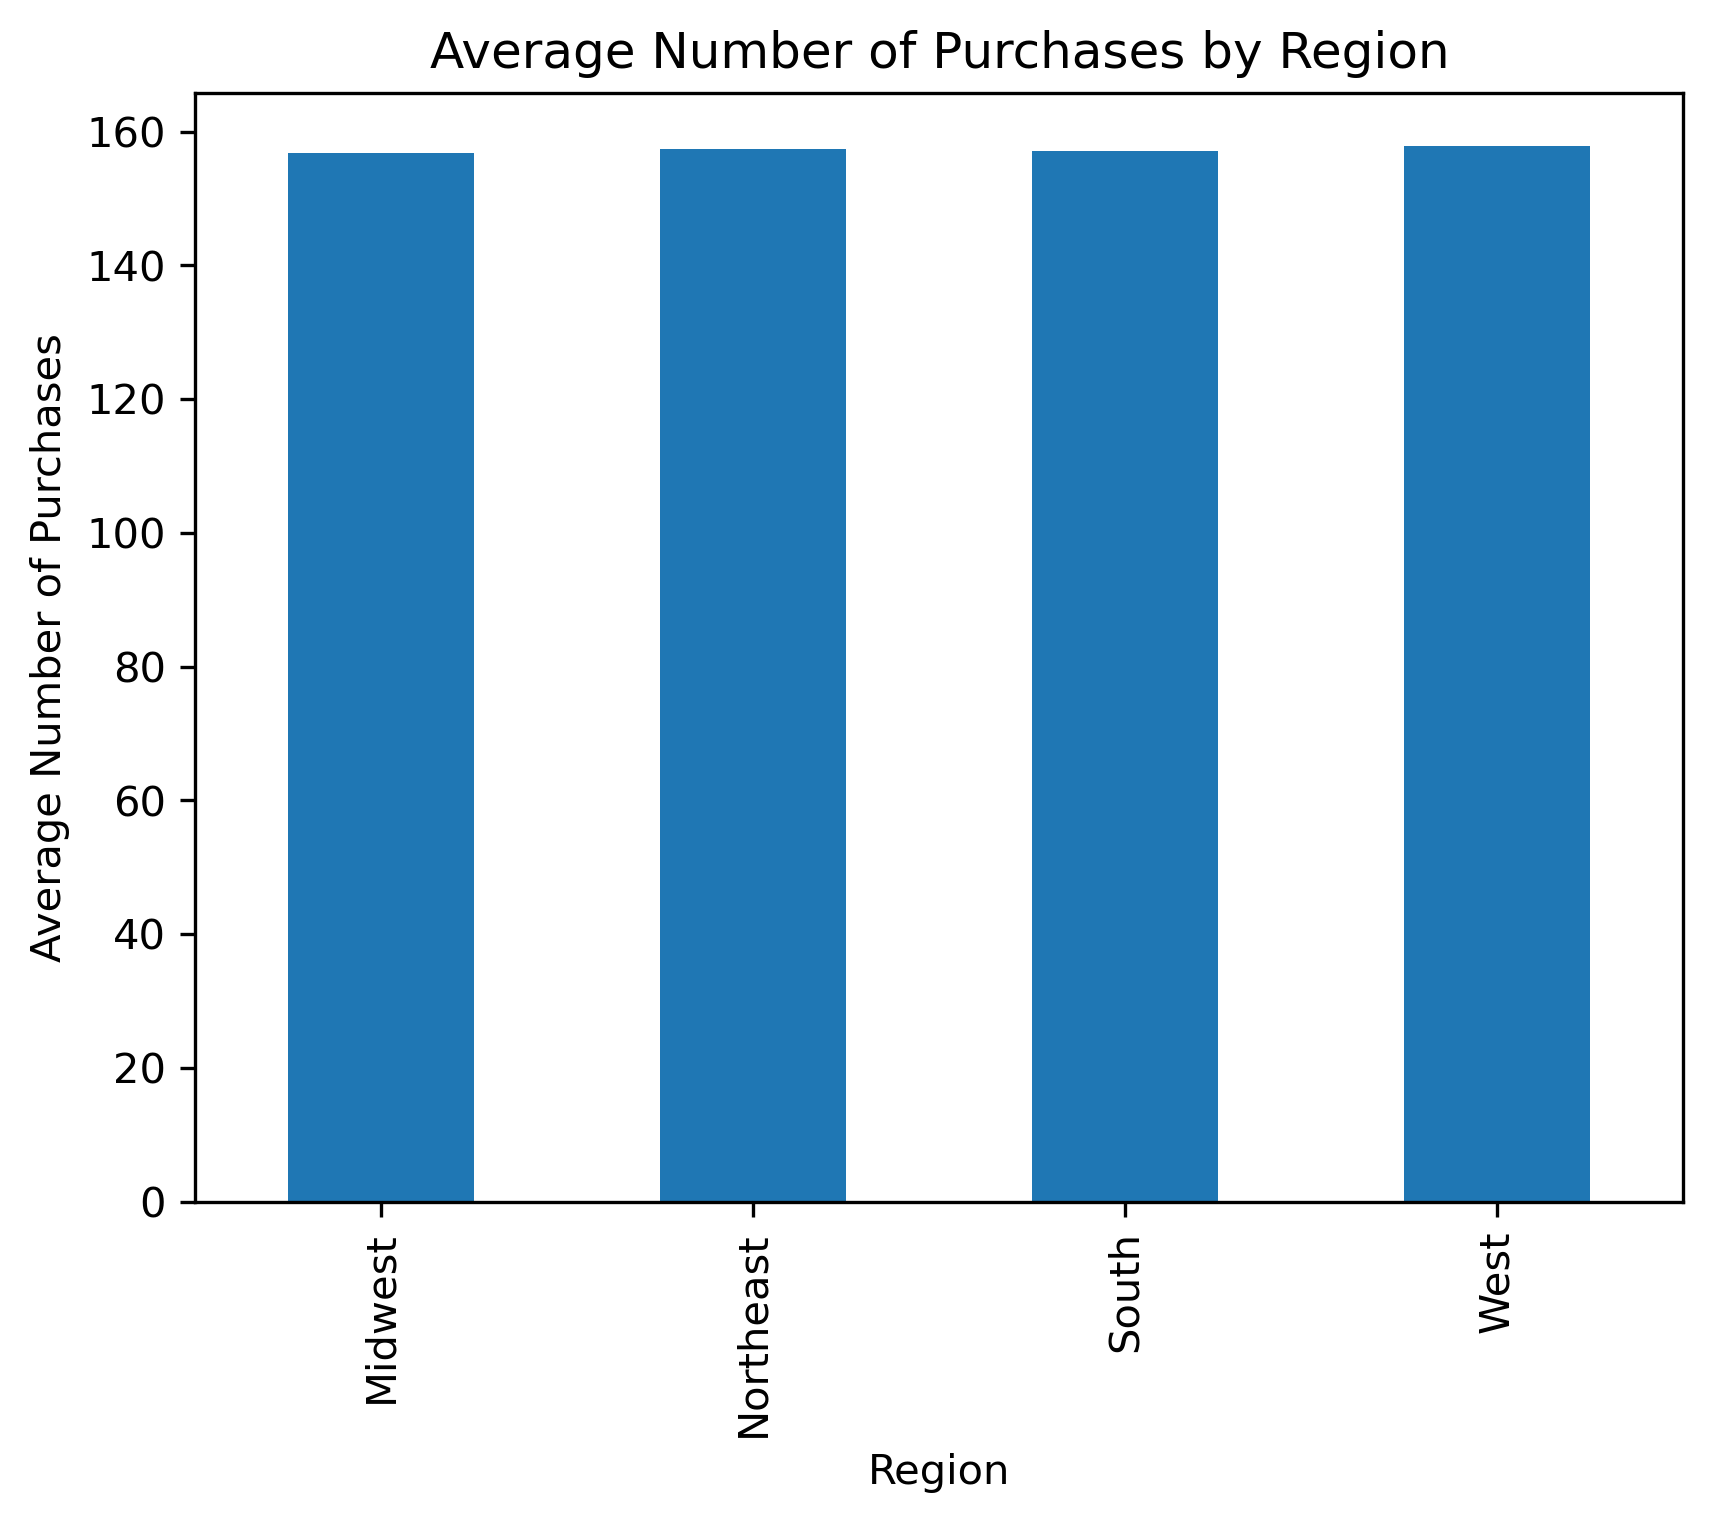 Average Number of Purchases by Region
Average Number of Purchases
160
140
120
100
80
60
40
20
0
Midwest
Northeast
South
West
Region